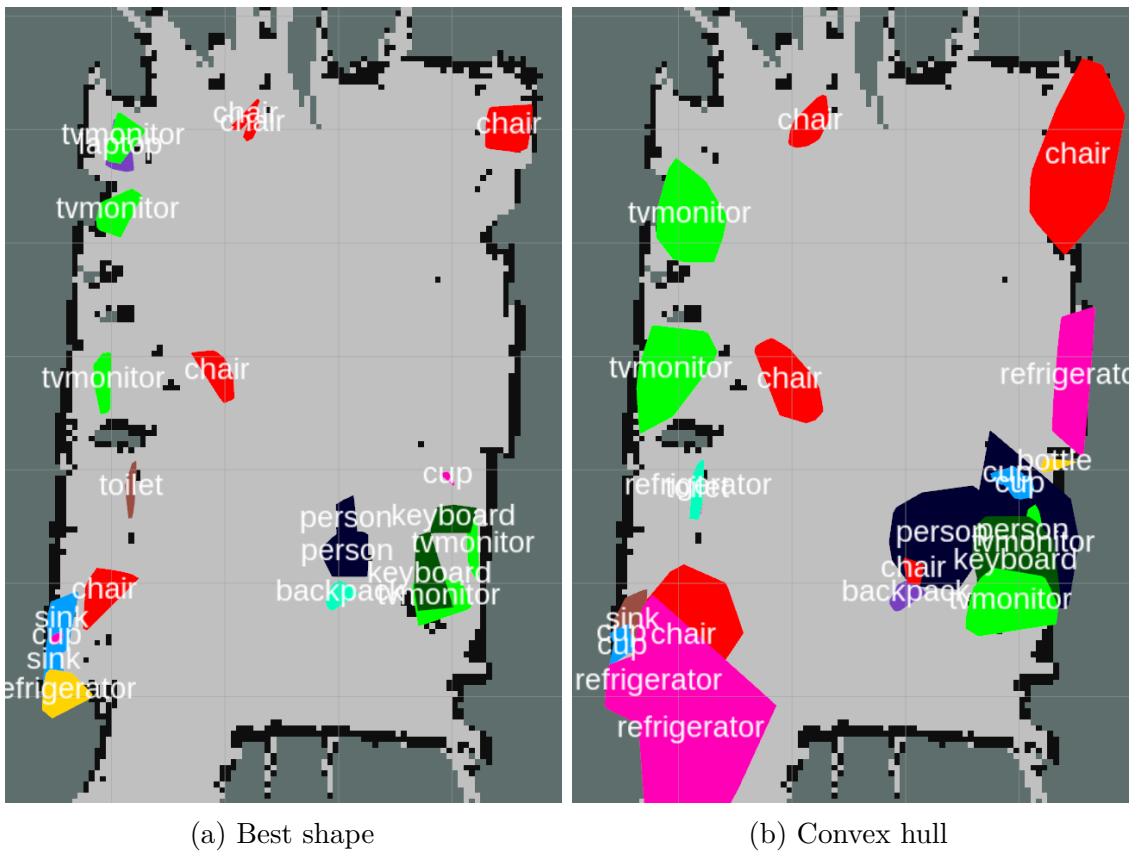 chair
chair
chair
tvmonitor
laptop
tvmonitor
tvmonitor
chair
toilet
cup
person
keyboard
person
tvmonitor
keyboard
backpack
tvmonitor
chair
sink
cup
sink
refrigerator
(a) Best shape
chair
chair
tvmonitor
tvmonitor
chair
refrigerato
bottle
cup
cup
refrigerator
toilet
person
person
tvmonitor
keyboard
chair
backpack
tvmonitor
sink
cup
cup
chair
refrigerator
refrigerator
(b) Convex hull